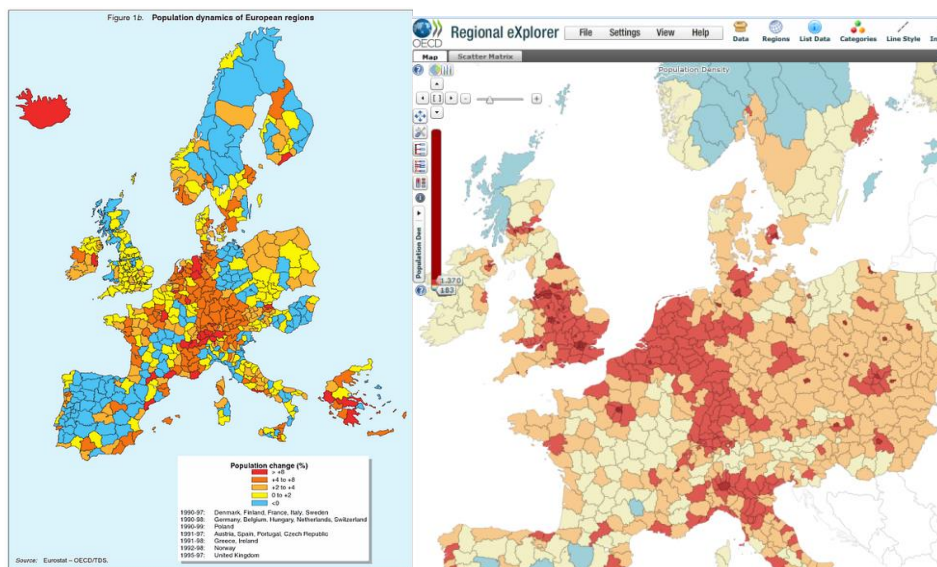 Figure 1b. Population dynamics of European regions
Population change (%)
> +8
+4 to +8
+2 to +4
0 to +2
<0
1990-97: Denmark, Finland, France, Italy, Sweden
1990-98: Germany, Belgium, Hungary, Netherlands, Switzerland
1990-99: Poland
1991-97: Austria, Spain, Portugal, Czech Republic
1991-98: Greece, Ireland
1992-98: Norway
1995-97: United Kingdom
Source: Eurostat – OECD/TDS.
OECD
Regional eXplorer
File Settings View Help
Data Regions List Data Categories Line Style
Map Scatter Matrix
Population Density
Population Den
1.370
183